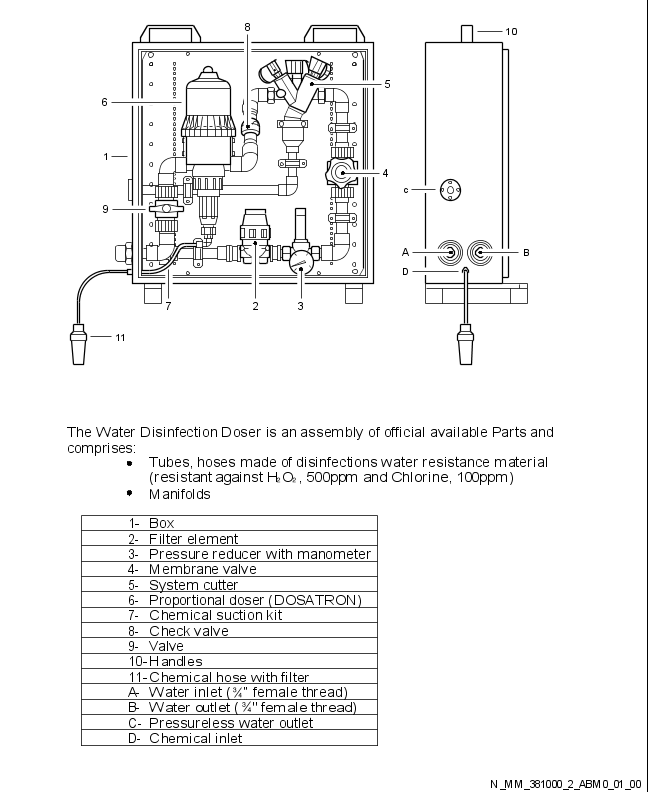 8
10
6
5
1
4
c
9
A
B
D
7
2
3
11
The Water Disinfection Doser is an assembly of official available Parts and
comprises:
• Tubes, hoses made of disinfections water resistance material
(resistant against H₂O₂, 500ppm and Chlorine, 100ppm)
• Manifolds
1- Box
2- Filter element
3- Pressure reducer with manometer
4- Membrane valve
5- System cutter
6- Proportional doser (DOSATRON)
7- Chemical suction kit
8- Check valve
9- Valve
10- Handles
11- Chemical hose with filter
A- Water inlet (¾" female thread)
B- Water outlet (¾" female thread)
C- Pressureless water outlet
D- Chemical inlet
N_MM_381000_2_ABM0_01_00